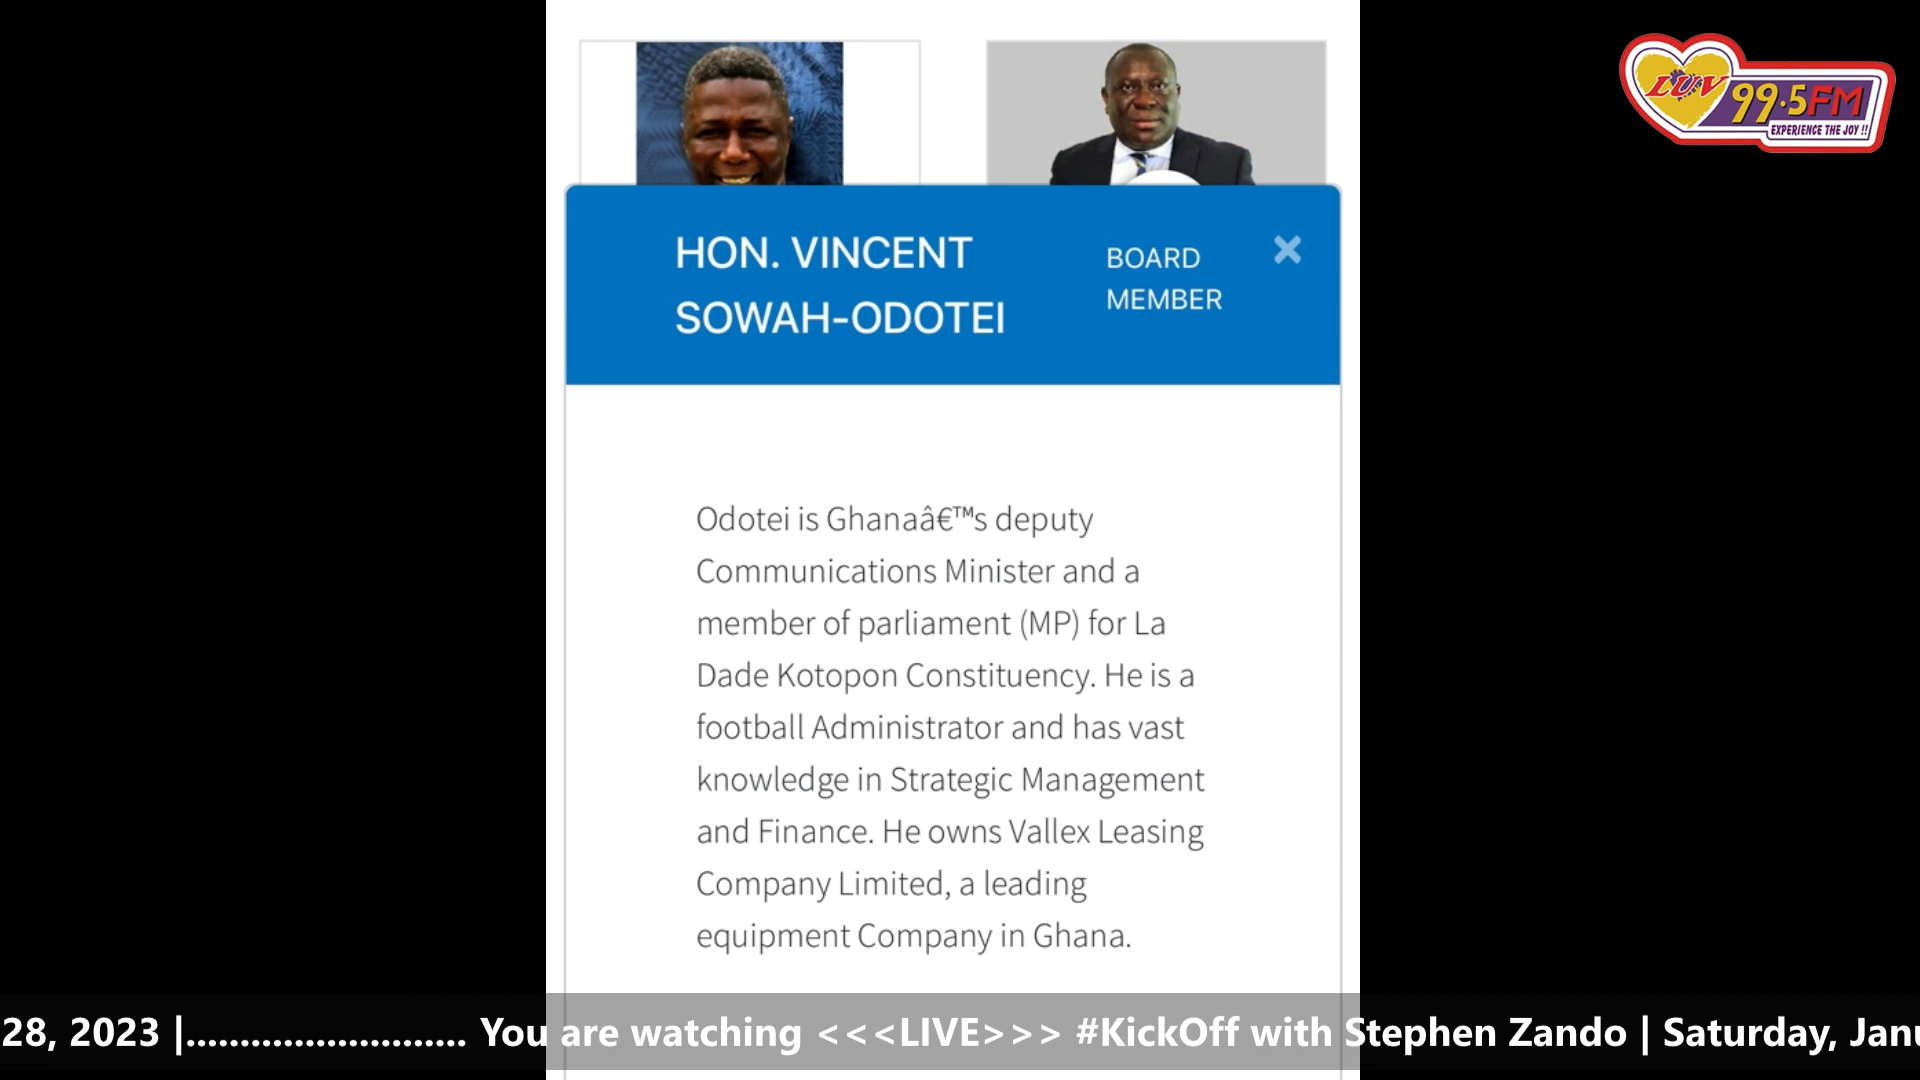 LUV 99.5FM
EXPERIENCE THE JOY !!
HON. VINCENT
SOWAH-ODOTEI
BOARD
MEMBER
×
Odotei is Ghanaâ€™s deputy
Communications Minister and a
member of parliament (MP) for La
Dade Kotopon Constituency. He is a
football Administrator and has vast
knowledge in Strategic Management
and Finance. He owns Vallex Leasing
Company Limited, a leading
equipment Company in Ghana.
28, 2023 |.......................... You are watching <<<LIVE>>> #KickOff with Stephen Zando | Saturday, Janu